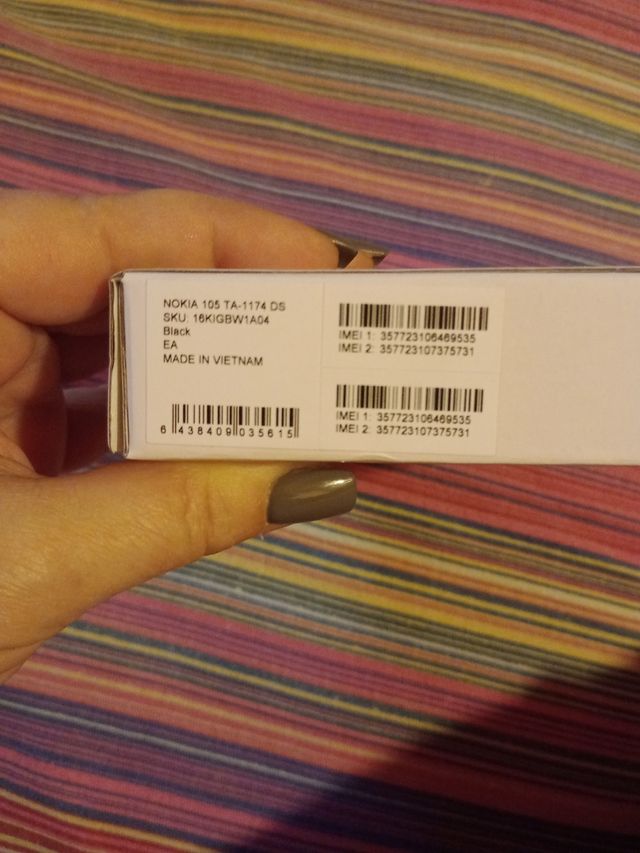 NOKIA 105 TA-1174 DS
SKU: 16KIGBW1A04
Black
EA
MADE IN VIETNAM
6 438409 035615
IMEI 1: 357723106469535
IMEI 2: 357723107375731
IMEI 1: 357723106469535
IMEI 2: 357723107375731